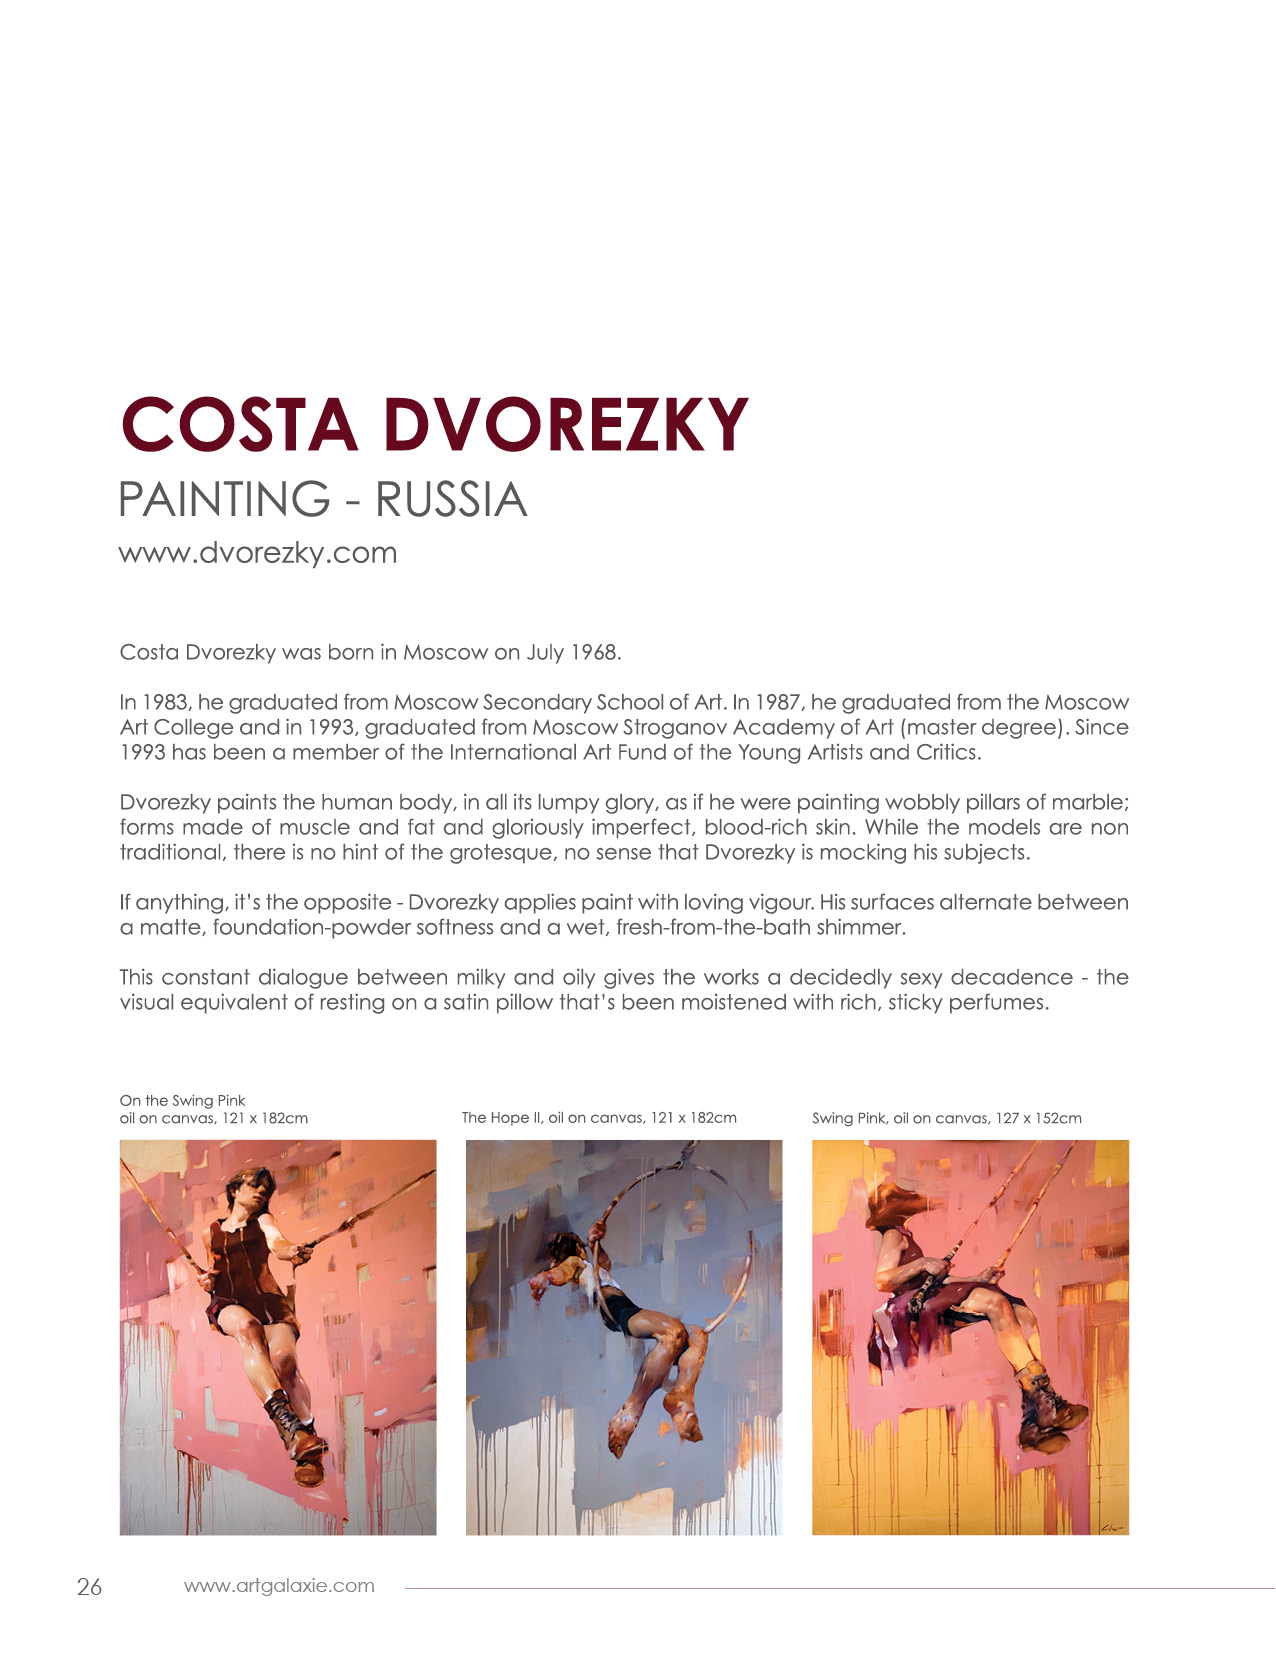 COSTA DVOREZKY
PAINTING - RUSSIA
www.dvorezky.com
Costa Dvorezky was born in Moscow on July 1968.
In 1983, he graduated from Moscow Secondary School of Art. In 1987, he graduated from the Moscow
Art College and in 1993, graduated from Moscow Stroganov Academy of Art (master degree). Since
1993 has been a member of the International Art Fund of the Young Artists and Critics.
Dvorezky paints the human body, in all its lumpy glory, as if he were painting wobbly pillars of marble;
forms made of muscle and fat and gloriously imperfect, blood-rich skin. While the models are non
traditional, there is no hint of the grotesque, no sense that Dvorezky is mocking his subjects.
If anything, it’s the opposite - Dvorezky applies paint with loving vigour. His surfaces alternate between
a matte, foundation-powder softness and a wet, fresh-from-the-bath shimmer.
This constant dialogue between milky and oily gives the works a decidedly sexy decadence - the
visual equivalent of resting on a satin pillow that’s been moistened with rich, sticky perfumes.
On the Swing Pink
oil on canvas, 121 x 182cm
The Hope II, oil on canvas, 121 x 182cm
Swing Pink, oil on canvas, 127 x 152cm
26
www.artgalaxie.com